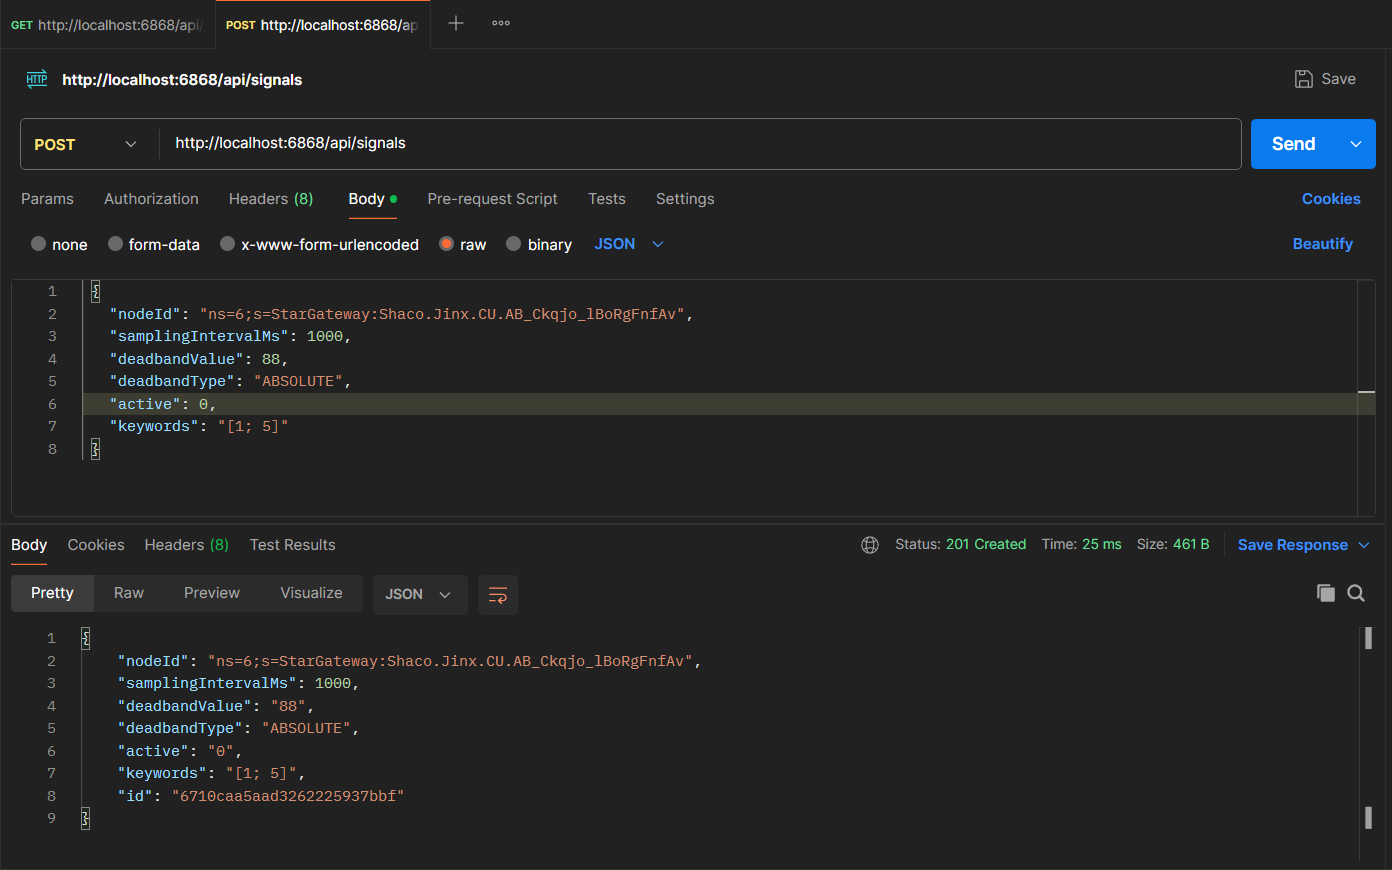 GET http://localhost:6868/api/
POST http://localhost:6868/ap
HTTP http://localhost:6868/api/signals
Save
POST
http://localhost:6868/api/signals
Send
Params Authorization Headers (8) Body Pre-request Script Tests Settings Cookies
none form-data x-www-form-urlencoded raw binary JSON Beautify
1 {
2 "nodeId": "ns=6;s=StarGateway:Shaco.Jinx.CU.AB_Ckqjo_lBoRgFnfAv",
3 "samplingIntervalMs": 1000,
4 "deadbandValue": 88,
5 "deadbandType": "ABSOLUTE",
6 "active": 0,
7 "keywords": "[1; 5]"
8 }
Body Cookies Headers (8) Test Results Status: 201 Created Time: 25 ms Size: 461 B Save Response
Pretty Raw Preview Visualize JSON
1 {
2 "nodeId": "ns=6;s=StarGateway:Shaco.Jinx.CU.AB_Ckqjo_lBoRgFnfAv",
3 "samplingIntervalMs": 1000,
4 "deadbandValue": "88",
5 "deadbandType": "ABSOLUTE",
6 "active": "0",
7 "keywords": "[1; 5]",
8 "id": "6710caa5aad3262225937bbf"
9 }